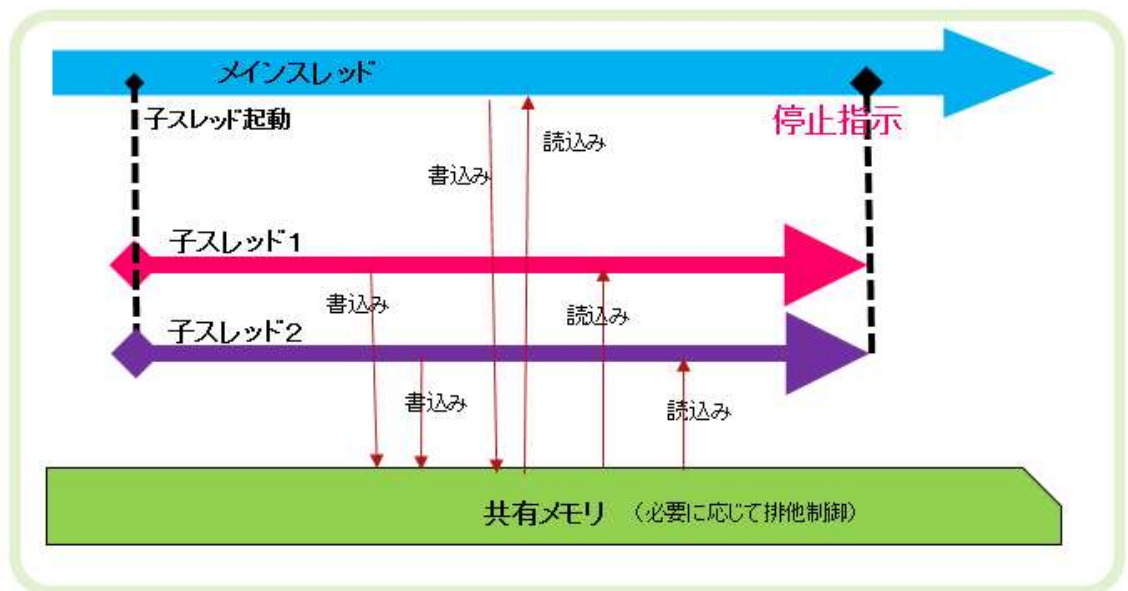 メインスレッド
子スレッド起動
停止指示
読込み
書込み
子スレッド1
書込み
読込み
子スレッド2
書込み
読込み
共有メモリ （必要に応じて排他制御）